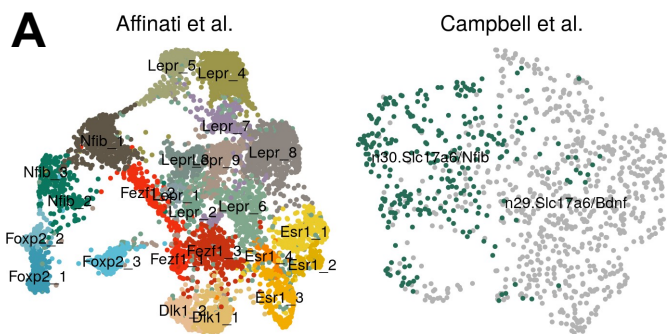 A
Affinati et al.
Campbell et al.
Lepr_5
Lepr_4
Lepr_7
Nfib_1
Lepr_9
Lepr_8
n30.Slc17a6/Nfib
Nfib_3
Fezf1_2
Lepr_1
Nfib_2
Lepr_2
Lepr_6
n29.Slc17a6/Bdnf
Foxp2_2
Esr1_1
Foxp2_3
Fezf1_3
Esr1_4
Esr1_2
Foxp2_1
Esr1_3
Dlk1_2
Dlk1_1